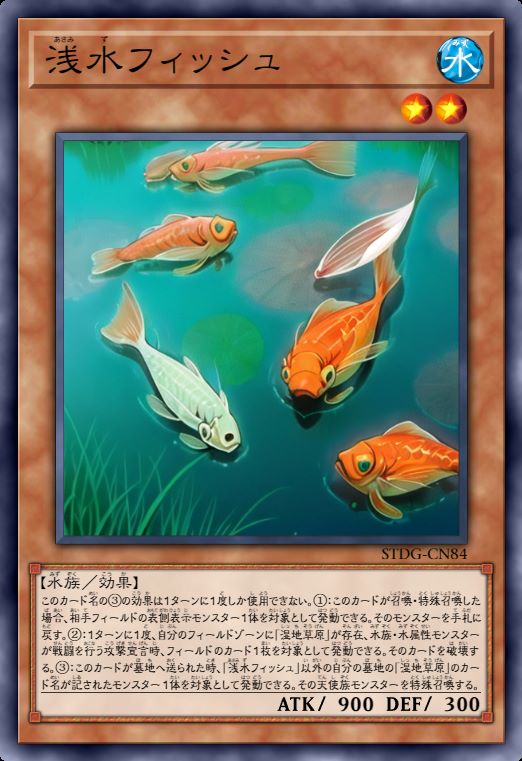 浅水フィッシュ
水
STDG-CN84
【水族／効果】
このカード名の③の効果は1ターンに1度しか使用できない。①：このカードが召喚・特殊召喚した
場合、相手フィールドの表側表示モンスター1体を対象として発動できる。そのモンスターを手札に
戻す。②：1ターンに1度、自分のフィールドゾーンに「湿地草原」が存在、水族・水属性モンスター
が戦闘を行う攻撃宣言時、フィールドのカード1枚を対象として発動できる。そのカードを破壊す
る。③：このカードが墓地へ送られた時、「浅水フィッシュ」以外の自分の墓地の「湿地草原」のカー
ド名が記されたモンスター1体を対象として発動できる。その天使族モンスターを特殊召喚する。
ATK/ 900 DEF/ 300